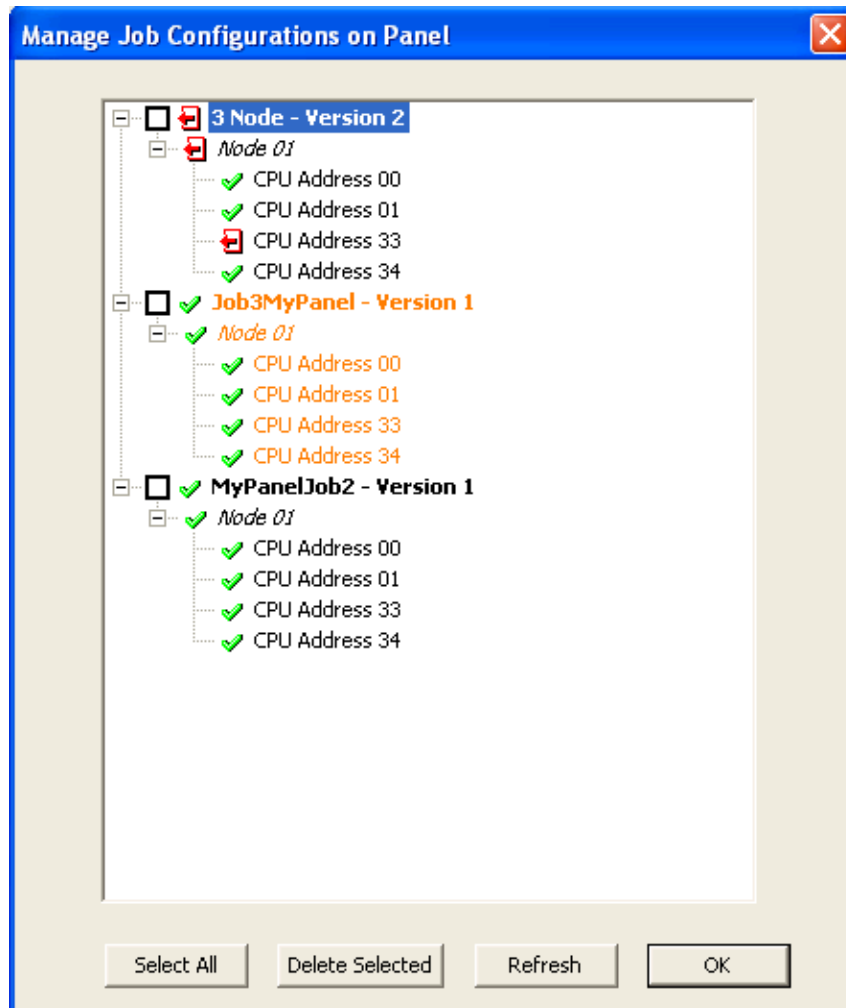 Manage Job Configurations on Panel
3 Node - Version 2
Node 01
CPU Address 00
CPU Address 01
CPU Address 33
CPU Address 34
Job3MyPanel - Version 1
Node 01
CPU Address 00
CPU Address 01
CPU Address 33
CPU Address 34
MyPanelJob2 - Version 1
Node 01
CPU Address 00
CPU Address 01
CPU Address 33
CPU Address 34
Select All Delete Selected Refresh OK